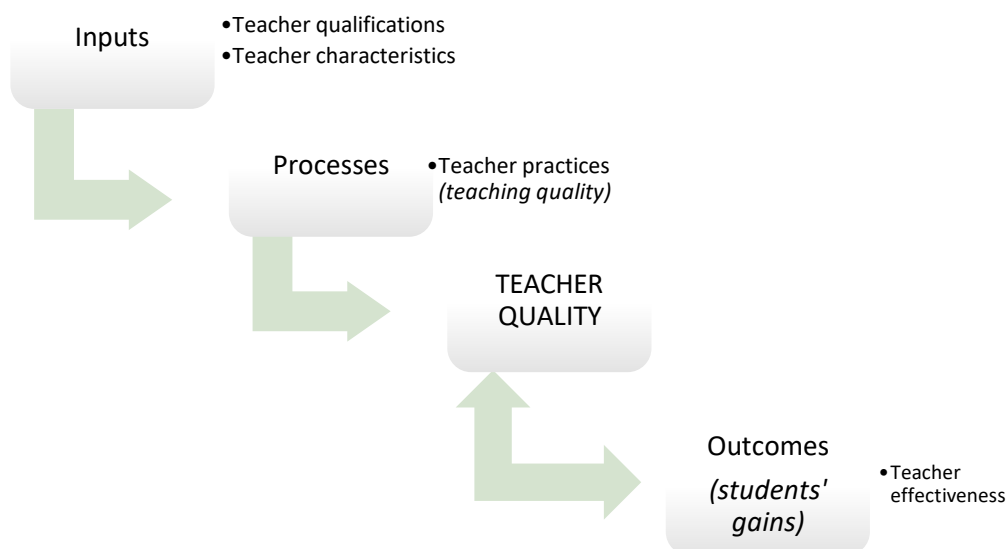 Inputs
•Teacher qualifications
•Teacher characteristics
Processes
•Teacher practices
(teaching quality)
TEACHER
QUALITY
Outcomes
(students'
gains)
•Teacher
effectiveness